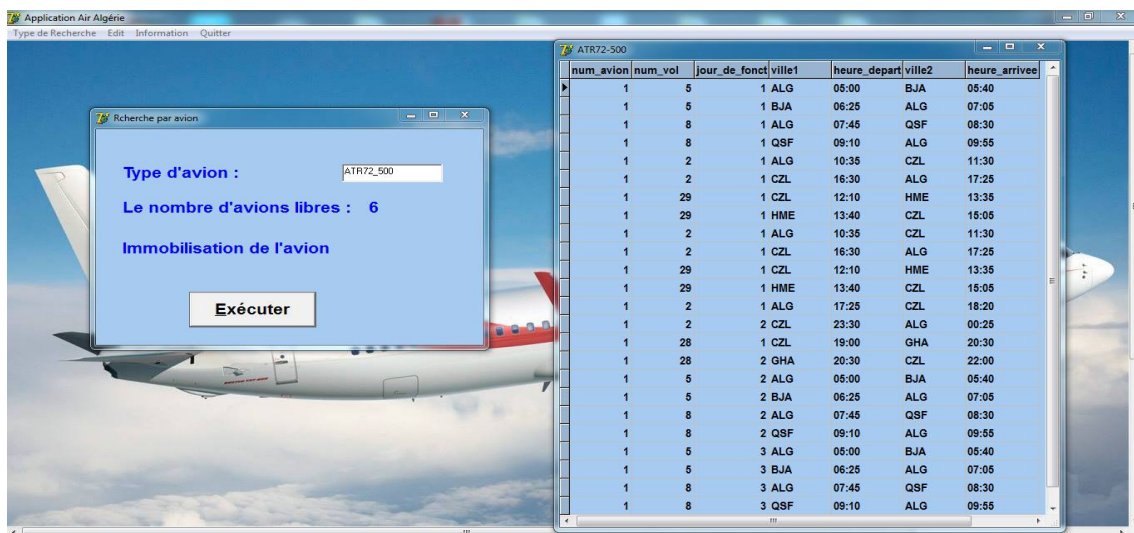 Application Air Algérie
Type de Recherche Edit Information Quitter
Rcherche par avion
Type d'avion : ATR72_500
Le nombre d'avions libres : 6
Immobilisation de l'avion
Exécuter
ATR72-500
num_avion num_vol jour_de_fonct ville1 heure_depart ville2 heure_arrivee
1 5 1 ALG 05:00 BJA 05:40
1 5 1 BJA 06:25 ALG 07:05
1 8 1 ALG 07:45 QSF 08:30
1 8 1 QSF 09:10 ALG 09:55
1 2 1 ALG 10:35 CZL 11:30
1 2 1 CZL 16:30 ALG 17:25
1 29 1 CZL 12:10 HME 13:35
1 29 1 HME 13:40 CZL 15:05
1 2 1 ALG 10:35 CZL 11:30
1 2 1 CZL 16:30 ALG 17:25
1 29 1 CZL 12:10 HME 13:35
1 29 1 HME 13:40 CZL 15:05
1 2 1 ALG 17:25 CZL 18:20
1 2 2 CZL 23:30 ALG 00:25
1 28 1 CZL 19:00 GHA 20:30
1 28 2 GHA 20:30 CZL 22:00
1 5 2 ALG 05:00 BJA 05:40
1 5 2 BJA 06:25 ALG 07:05
1 8 2 ALG 07:45 QSF 08:30
1 8 2 QSF 09:10 ALG 09:55
1 5 3 ALG 05:00 BJA 05:40
1 5 3 BJA 06:25 ALG 07:05
1 8 3 ALG 07:45 QSF 08:30
1 8 3 QSF 09:10 ALG 09:55